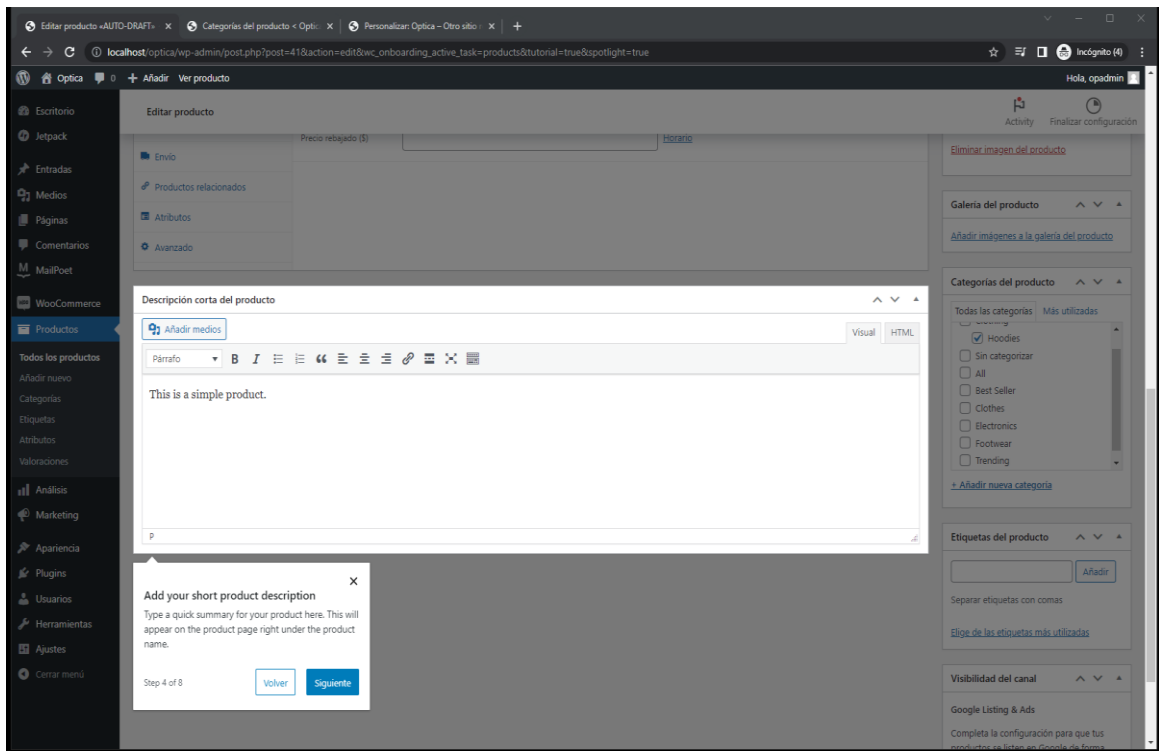 Editar producto «AUTO-DRAFT»
Categorías del producto < Optic
Personalizar: Optica – Otro sitio
localhost/optica/wp-admin/post.php?post=41&action=edit&wc_onboarding_active_task=products&tutorial=true&spotlight=true
Incógnito (4)
Optica
0
Añadir
Ver producto
Hola, opadmin
Escritorio
Jetpack
Entradas
Medios
Páginas
Comentarios
MailPoet
WooCommerce
Productos
Todos los productos
Añadir nuevo
Categorías
Etiquetas
Atributos
Valoraciones
Análisis
Marketing
Apariencia
Plugins
Usuarios
Herramientas
Ajustes
Cerrar menú
Editar producto
Activity
Finalizar configuración
Precio rebajado ($)
Horario
Envío
Productos relacionados
Atributos
Avanzado
Descripción corta del producto
Añadir medios
Visual
HTML
Párrafo
This is a simple product.
P
Add your short product description
Type a quick summary for your product here. This will
appear on the product page right under the product
name.
Step 4 of 8
Volver
Siguiente
Eliminar imagen del producto
Galería del producto
Añadir imágenes a la galería del producto
Categorías del producto
Todas las categorías
Más utilizadas
Clothing
Hoodies
Sin categorizar
All
Best Seller
Clothes
Electronics
Footwear
Trending
+ Añadir nueva categoría
Etiquetas del producto
Añadir
Separar etiquetas con comas
Elige de las etiquetas más utilizadas
Visibilidad del canal
Google Listing & Ads
Completa la configuración para que tus
productos se listen en Google de forma